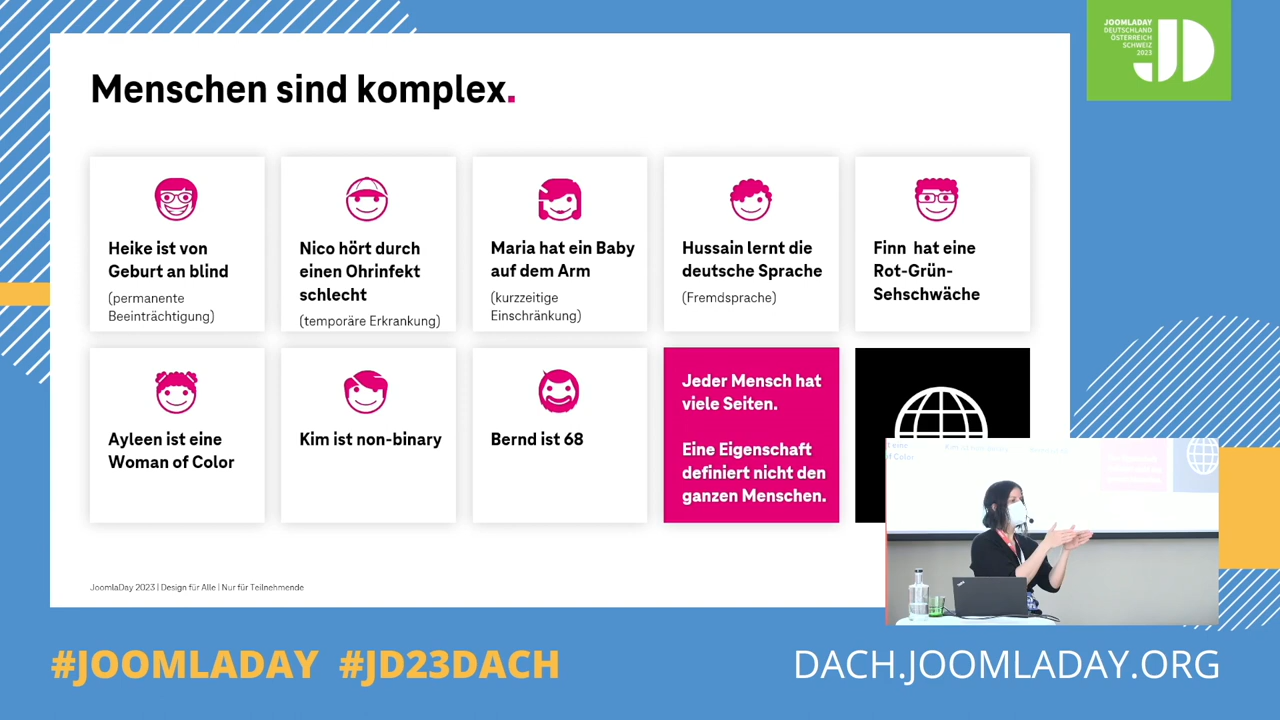 JOOMLADAY
DEUTSCHLAND
ÖSTERREICH
SCHWEIZ
2023
JD
Menschen sind komplex.
Heike ist von
Geburt an blind
(permanente
Beeinträchtigung)
Nico hört durch
einen Ohrinfekt
schlecht
(temporäre Erkrankung)
Maria hat ein Baby
auf dem Arm
(kurzzeitige
Einschränkung)
Hussain lernt die
deutsche Sprache
(Fremdsprache)
Finn hat eine
Rot-Grün-
Sehschwäche
Ayleen ist eine
Woman of Color
Kim ist non-binary
Bernd ist 68
Jeder Mensch hat
viele Seiten.
Eine Eigenschaft
definiert nicht den
ganzen Menschen.
t eine
of Color
JoomlaDay 2023 | Design für Alle | Nur für Teilnehmende
#JOOMLADAY #JD23DACH
DACH.JOOMLADAY.ORG